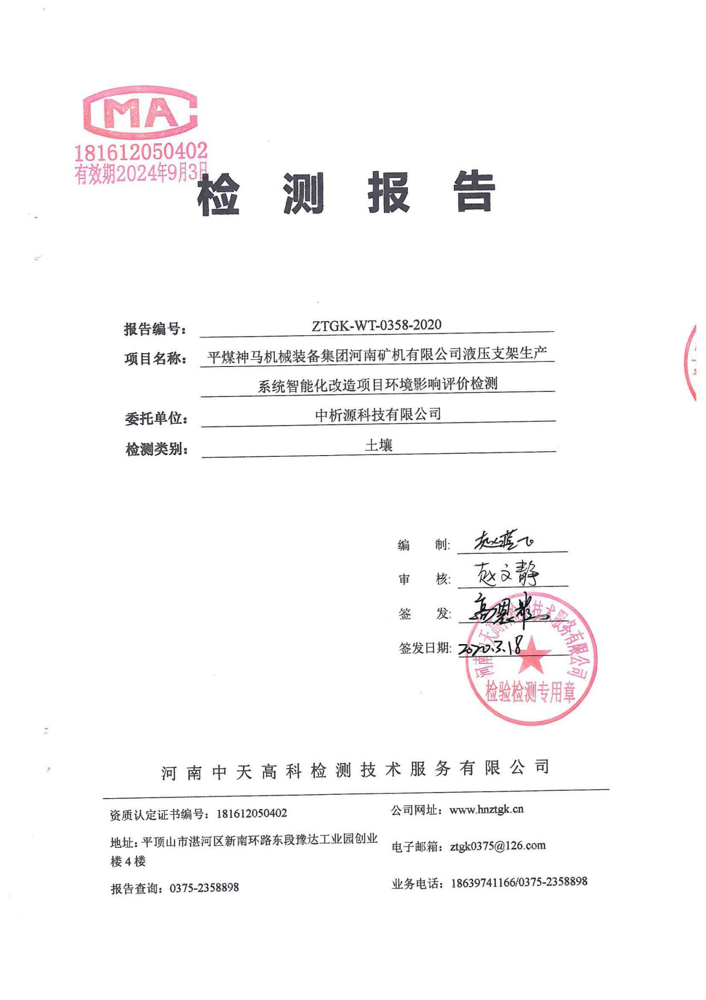 MA
181612050402
有效期2024年9月3日
检测报告
报告编号: ZTGK-WT-0358-2020
项目名称: 平煤神马机械装备集团河南矿机有限公司液压支架生产
系统智能化改造项目环境影响评价检测
委托单位: 中析源科技有限公司
检测类别: 土壤
编 制:
审 核: 赵文静
签 发:
签发日期: 2020.3.18
河南中天高科检测技术服务有限公司
检验检测专用章
河南中天高科检测技术服务有限公司
资质认定证书编号: 181612050402 公司网址: www.hnztgk.cn
地址: 平顶山市湛河区新南环路东段豫达工业园创业
楼4楼
电子邮箱: ztgk0375@126.com
报告查询: 0375-2358898 业务电话: 18639741166/0375-2358898